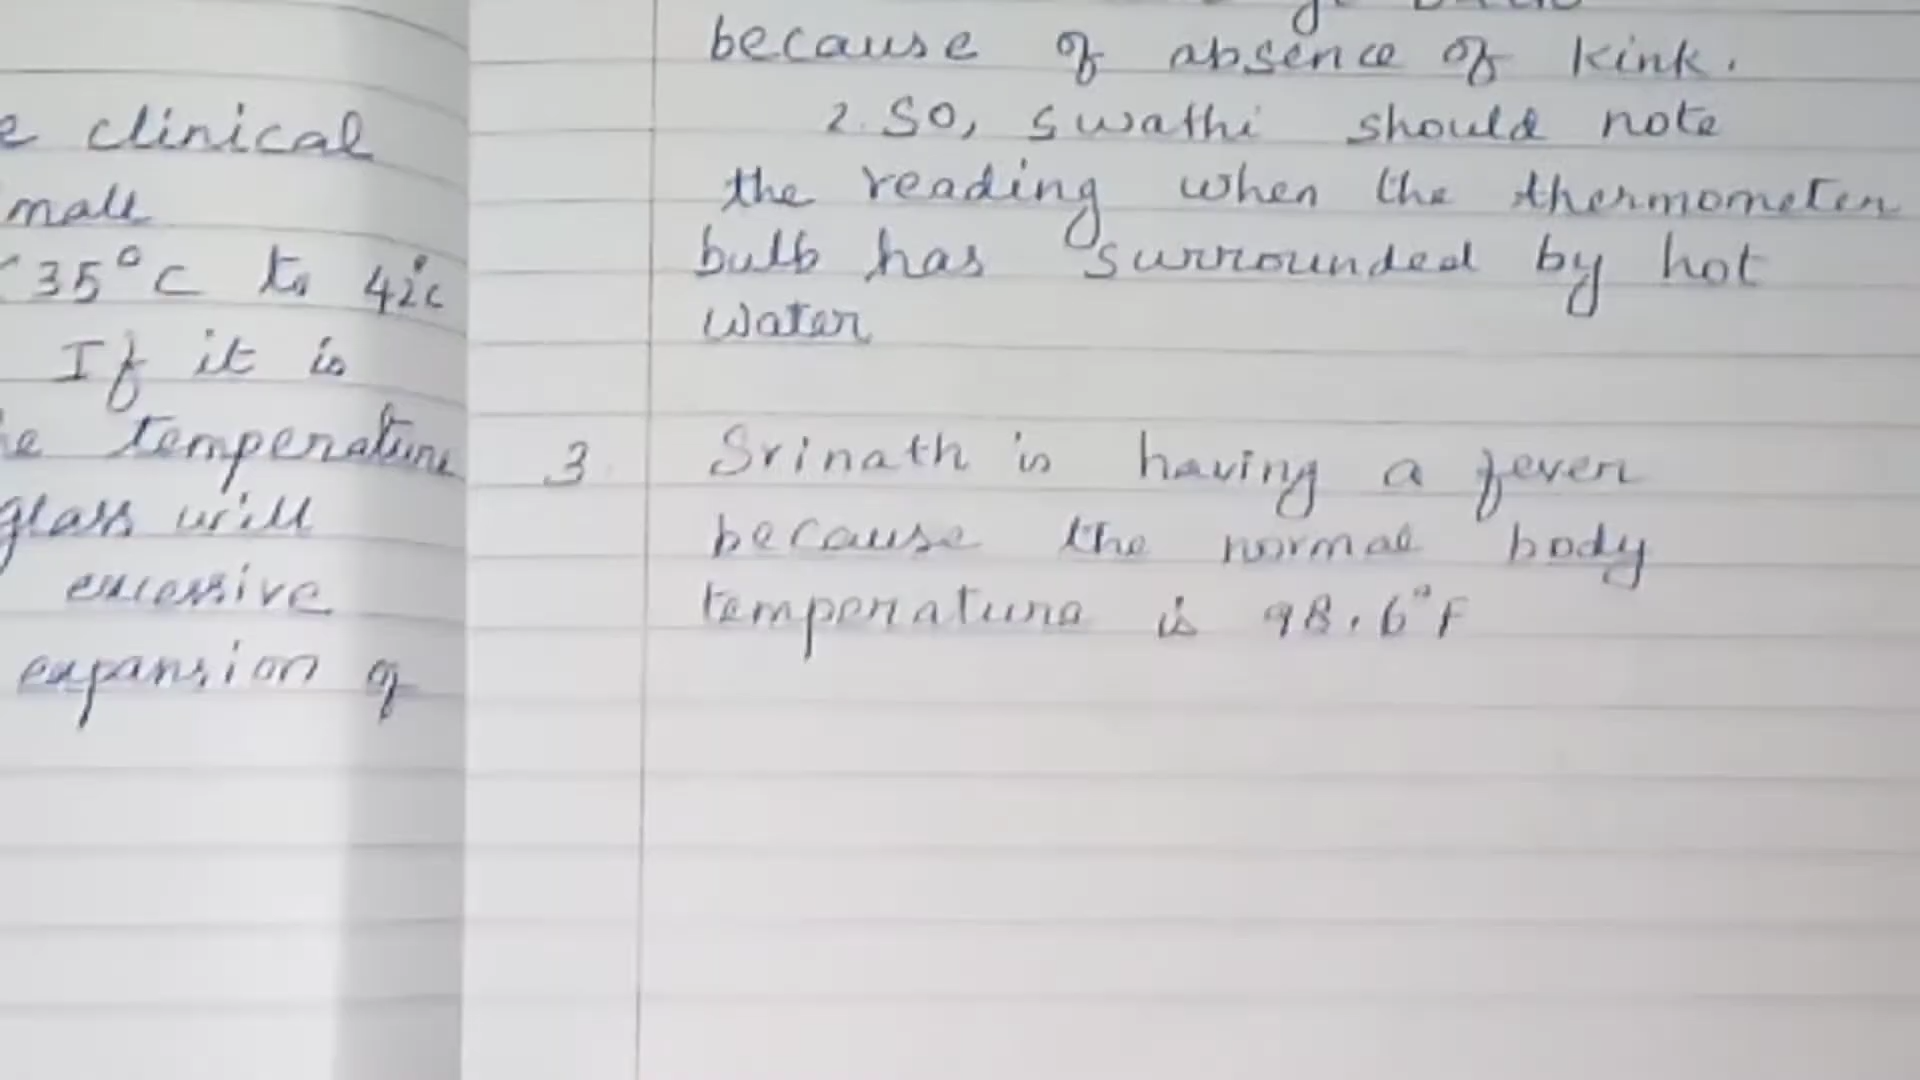 clinical
35°C to 42°c
If it is
temperature
glass will
excessive
expansion of
because of absence of kink.
2. So, swathi should note
the reading when the thermometer
bulb has surrounded by hot
water
3 Srinath is having a fever
because the normal body
temperature is 98.6°F